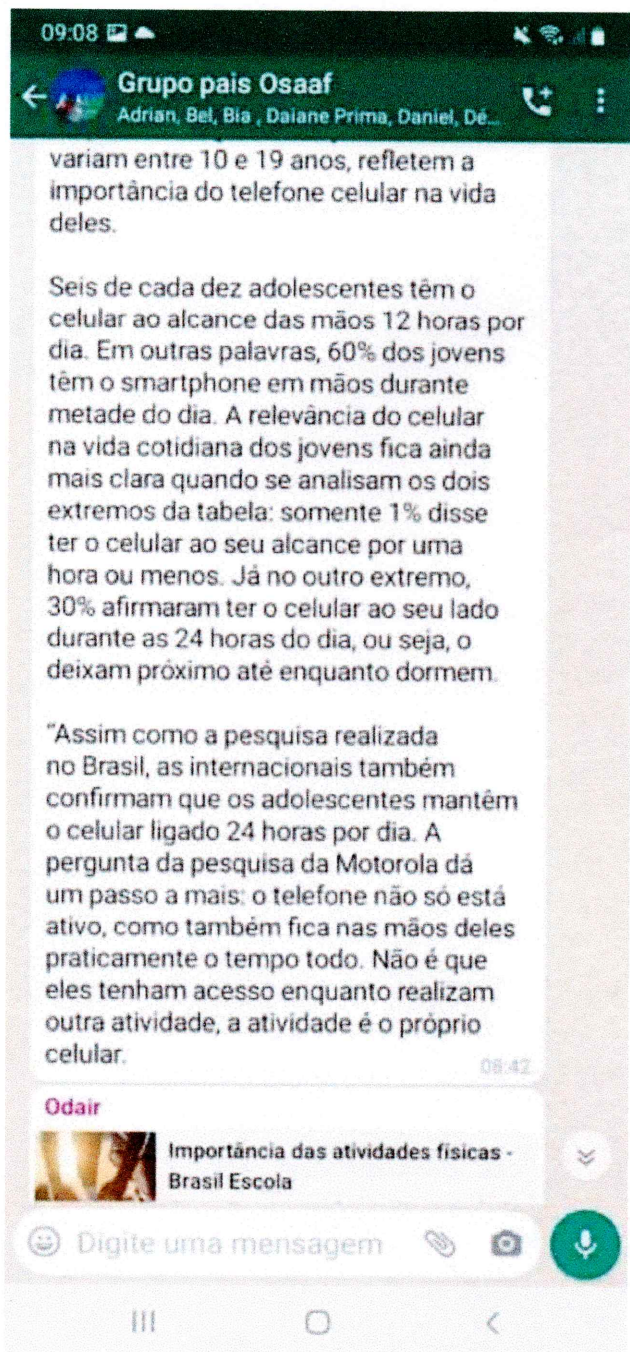 09:08
Grupo pais Osaaf
Adrian, Bel, Bia , Daiane Prima, Daniel, Dé...
variam entre 10 e 19 anos, refletem a
importância do telefone celular na vida
deles.
Seis de cada dez adolescentes têm o
celular ao alcance das mãos 12 horas por
dia. Em outras palavras, 60% dos jovens
têm o smartphone em mãos durante
metade do dia. A relevância do celular
na vida cotidiana dos jovens fica ainda
mais clara quando se analisam os dois
extremos da tabela: somente 1% disse
ter o celular ao seu alcance por uma
hora ou menos. Já no outro extremo,
30% afirmaram ter o celular ao seu lado
durante as 24 horas do dia, ou seja, o
deixam próximo até enquanto dormem.
“Assim como a pesquisa realizada
no Brasil, as internacionais também
confirmam que os adolescentes mantêm
o celular ligado 24 horas por dia. A
pergunta da pesquisa da Motorola dá
um passo a mais: o telefone não só está
ativo, como também fica nas mãos deles
praticamente o tempo todo. Não é que
eles tenham acesso enquanto realizam
outra atividade, a atividade é o próprio
celular.
08:42
Odair
Importância das atividades físicas -
Brasil Escola
Digite uma mensagem